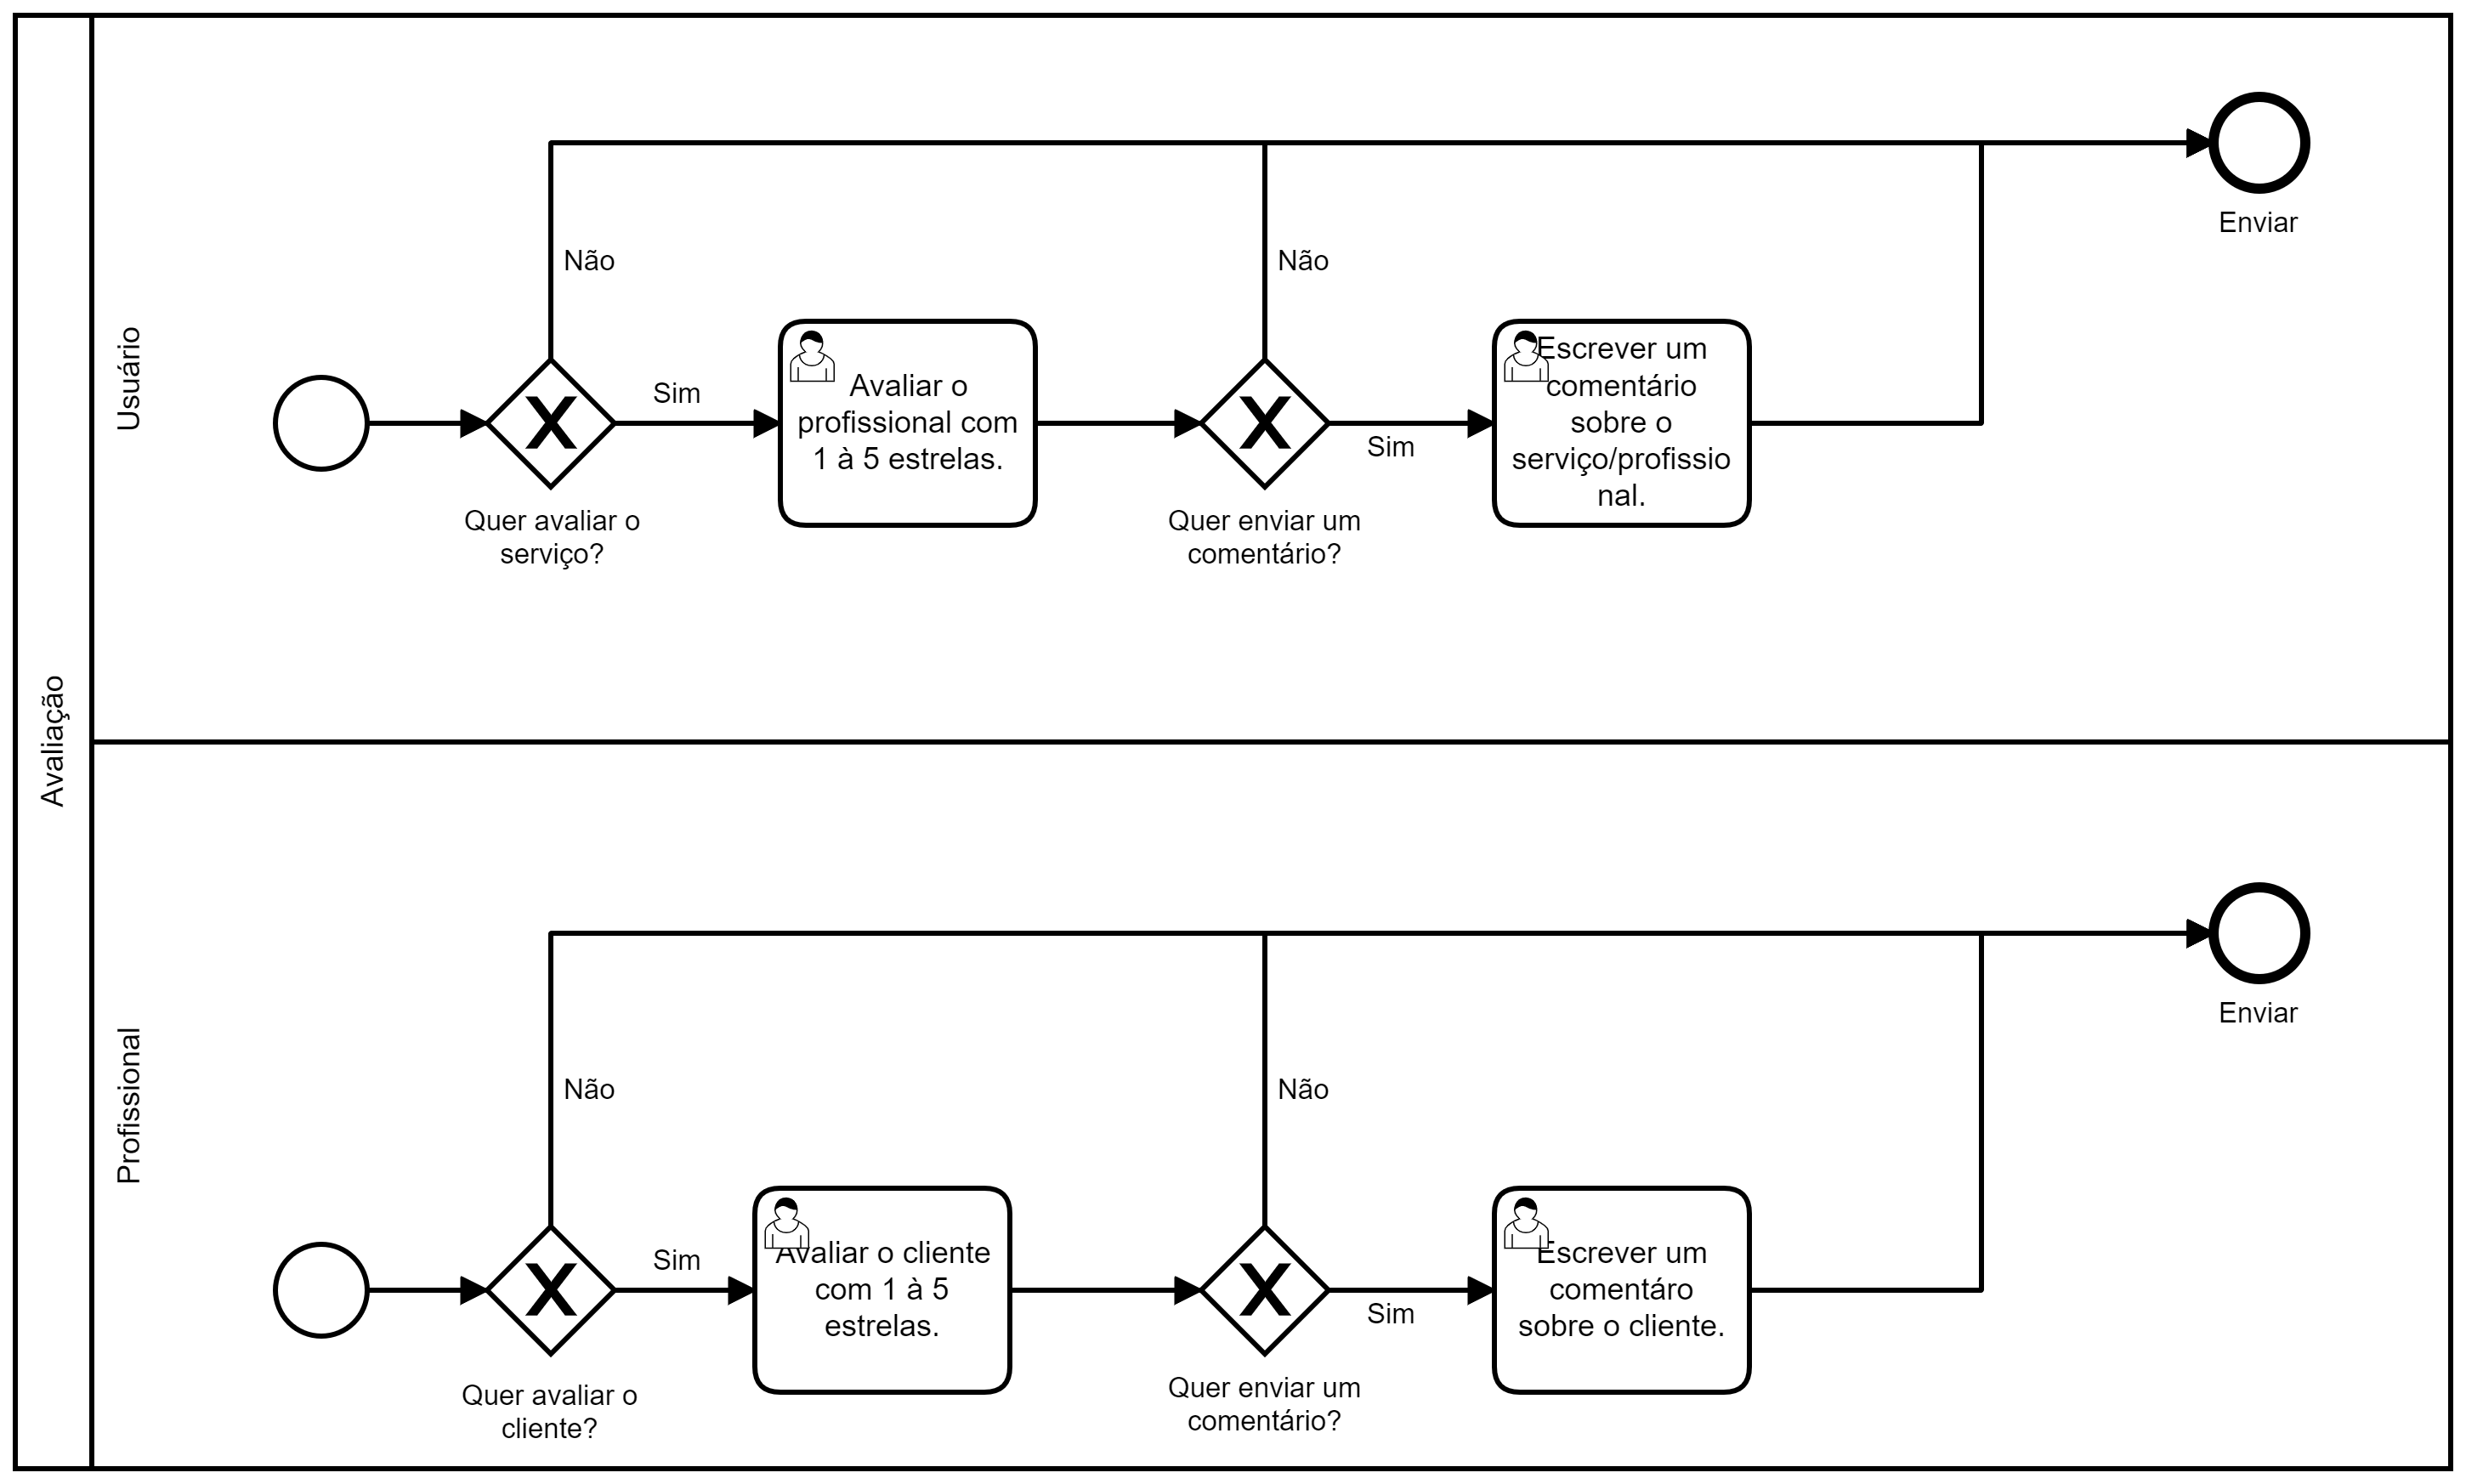 Avaliação
Usuário
Não
Sim
Quer avaliar o
serviço?
Avaliar o
profissional com
1 à 5 estrelas.
Não
Sim
Quer enviar um
comentário?
Escrever um
comentário
sobre o
serviço/profissio
nal.
Enviar
Profissional
Não
Sim
Quer avaliar o
cliente?
Avaliar o cliente
com 1 à 5
estrelas.
Não
Sim
Quer enviar um
comentário?
Escrever um
comentáro
sobre o cliente.
Enviar